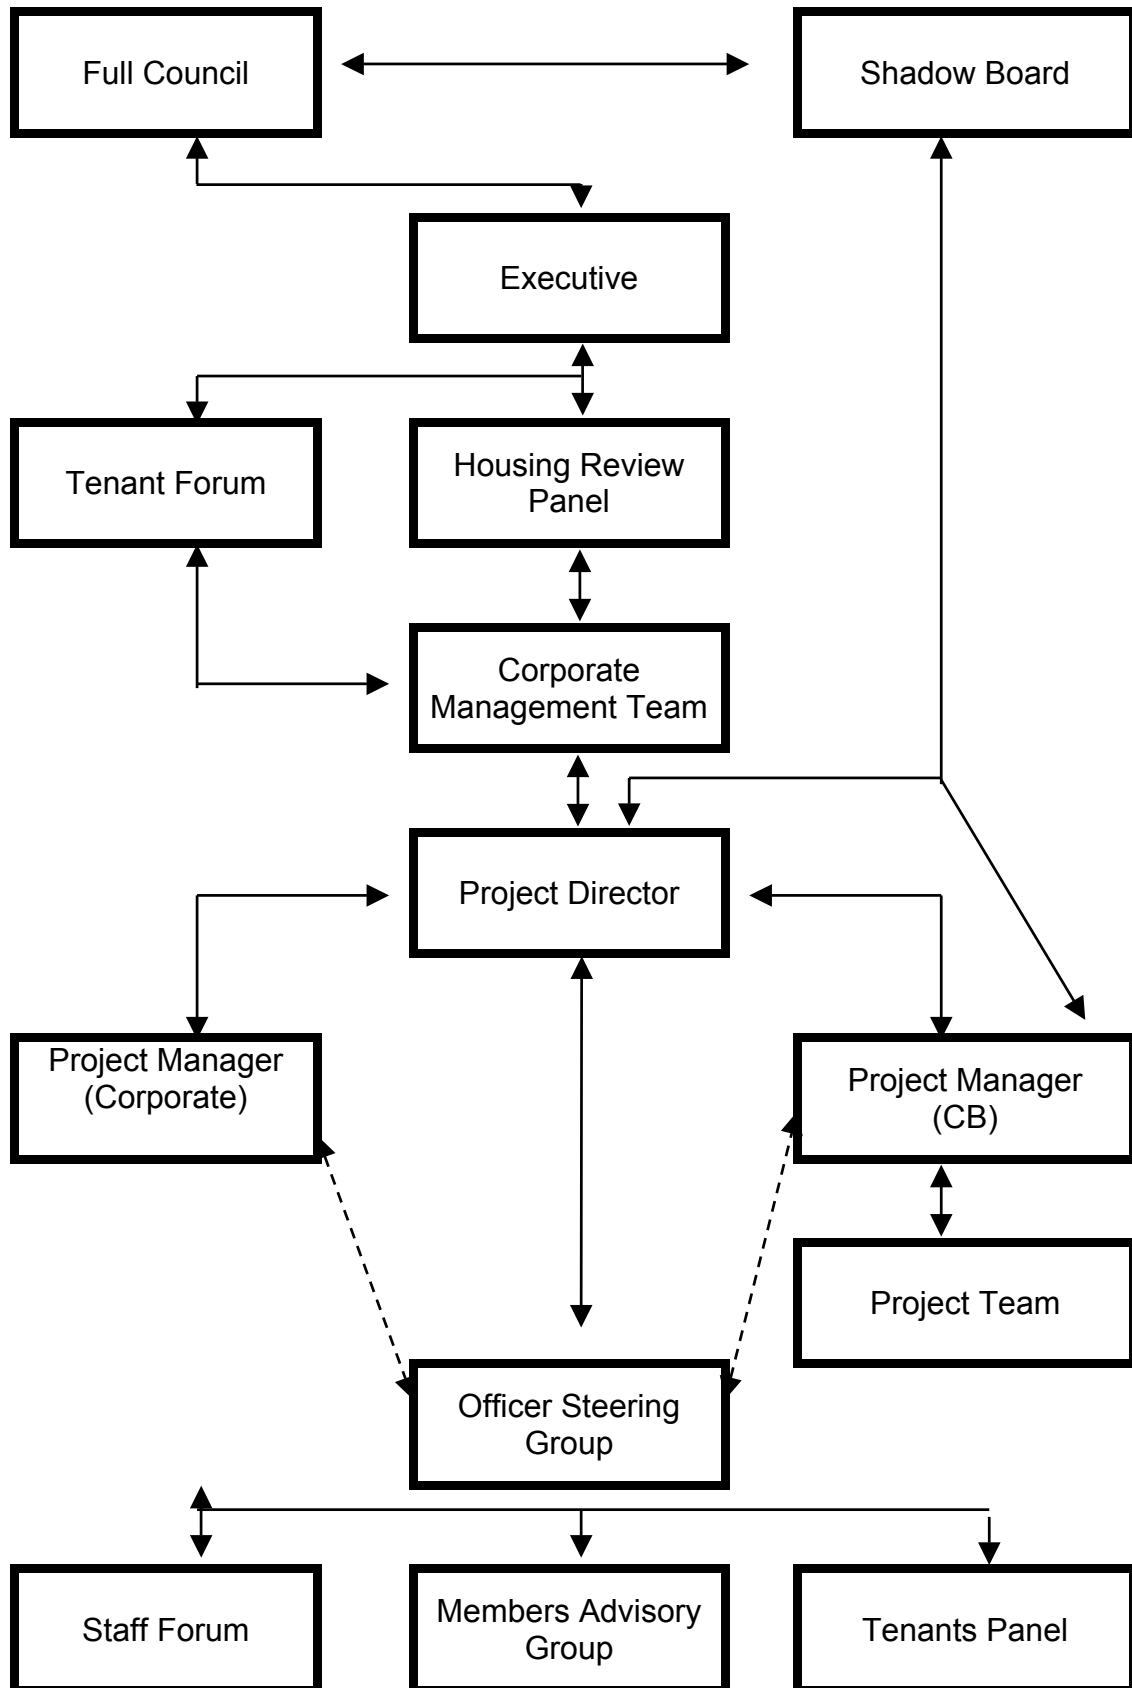 Full Council
Shadow Board
Executive
Tenant Forum
Housing Review
Panel
Corporate
Management Team
Project Director
Project Manager
(Corporate)
Project Manager
(CB)
Project Team
Officer Steering
Group
Staff Forum
Members Advisory
Group
Tenants Panel